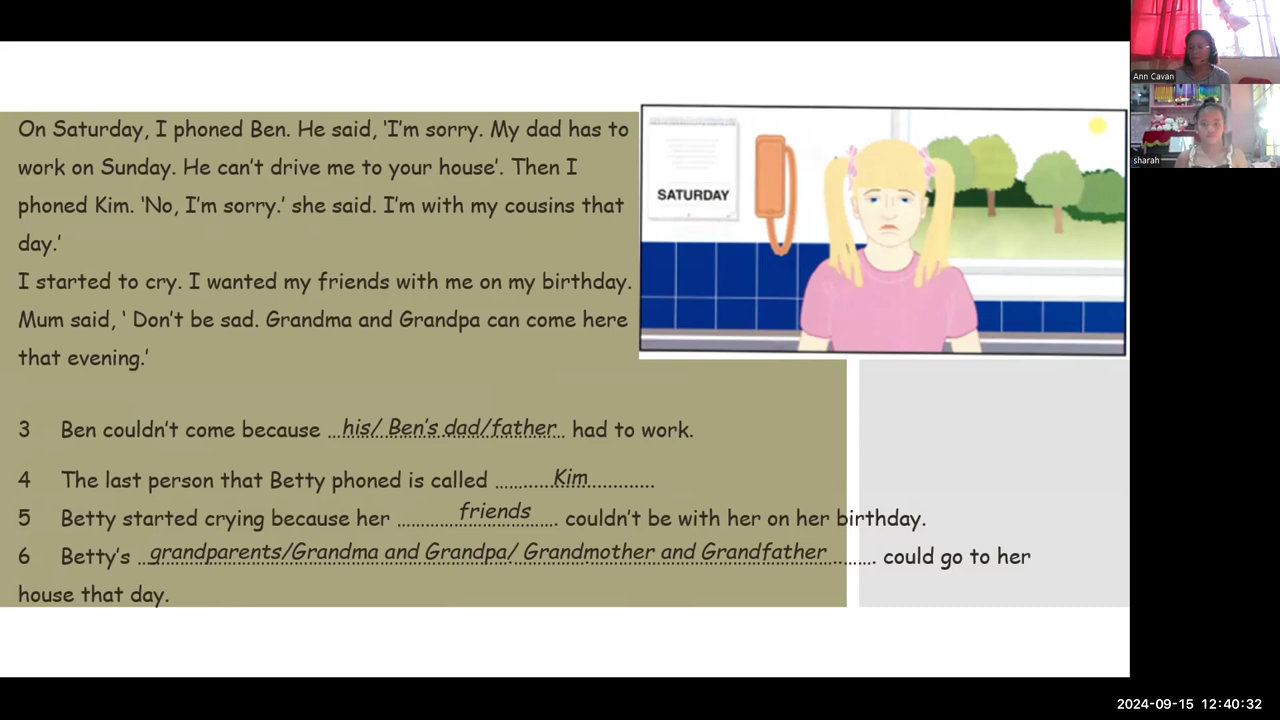 On Saturday, I phoned Ben. He said, ‘I’m sorry. My dad has to
work on Sunday. He can’t drive me to your house’. Then I
phoned Kim. ‘No, I’m sorry.’ she said. I’m with my cousins that
day.’
I started to cry. I wanted my friends with me on my birthday.
Mum said, ‘ Don’t be sad. Grandma and Grandpa can come here
that evening.’
SATURDAY
3 Ben couldn’t come because ...his/ Ben’s dad/father... had to work.
4 The last person that Betty phoned is called ...Kim...
5 Betty started crying because her ...friends... couldn’t be with her on her birthday.
6 Betty’s ...grandparents/Grandma and Grandpa/ Grandmother and Grandfather... could go to her
house that day.
Ann Cavan
sharah
2024-09-15 12:40:32